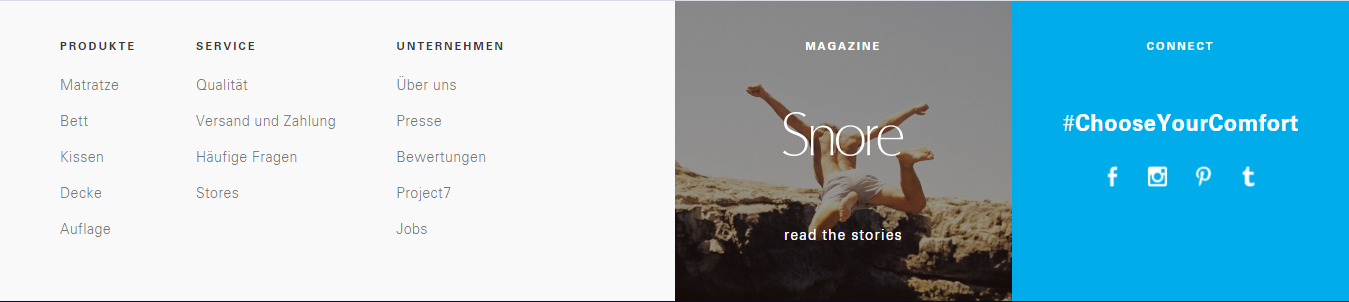 PRODUKTE
Matratze
Bett
Kissen
Decke
Auflage
SERVICE
Qualität
Versand und Zahlung
Häufige Fragen
Stores
UNTERNEHMEN
Über uns
Presse
Bewertungen
Project7
Jobs
MAGAZINE
Snore
read the stories
CONNECT
#ChooseYourComfort